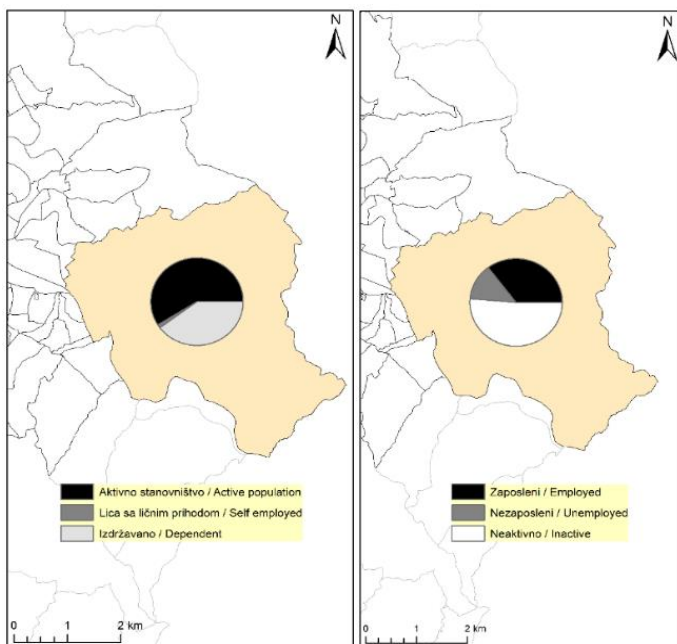 N
Aktivno stanovništvo / Active population
Lica sa ličnim prihodom / Self employed
Izdržavano / Dependent
0 1 2 km
N
Zaposleni / Employed
Nezaposleni / Unemployed
Neaktivno / Inactive
0 1 2 km